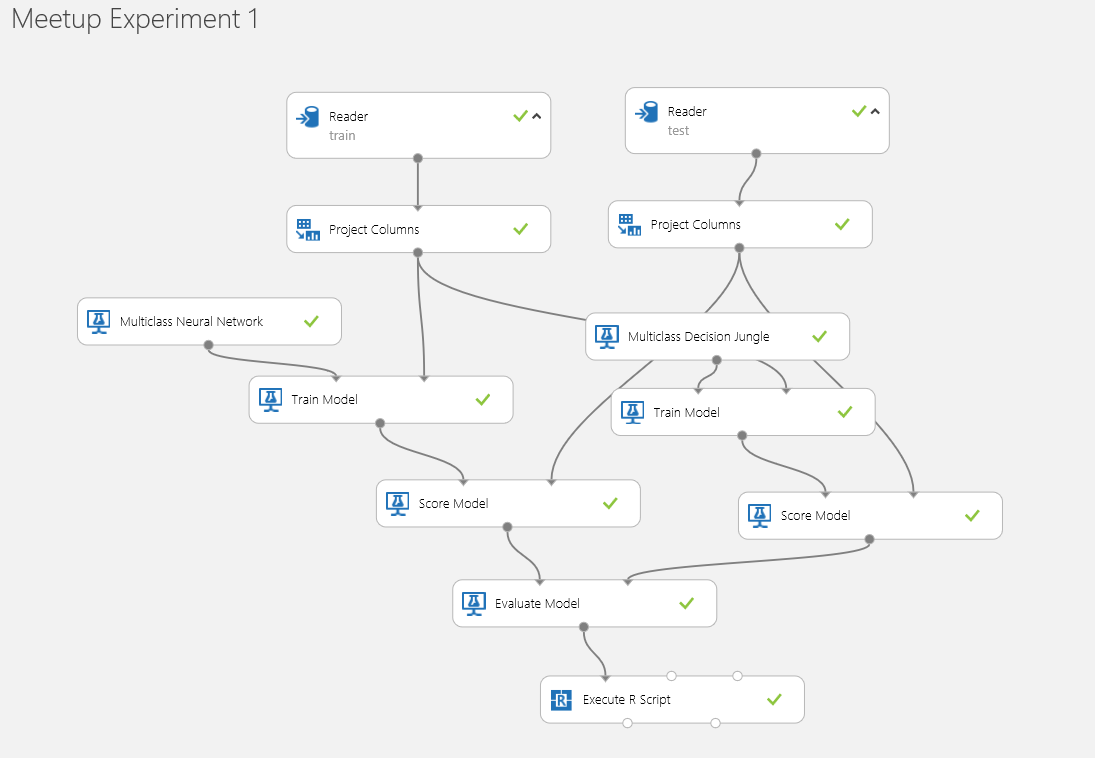 Meetup Experiment 1
Reader
train
Reader
test
Project Columns
Project Columns
Multiclass Neural Network
Multiclass Decision Jungle
Train Model
Train Model
Score Model
Score Model
Evaluate Model
R
Execute R Script